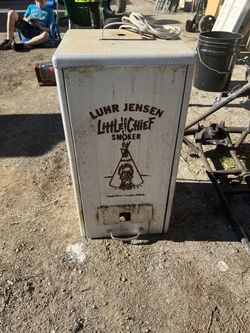 LUHR JENSEN
LITTLE CHIEF
SMOKER